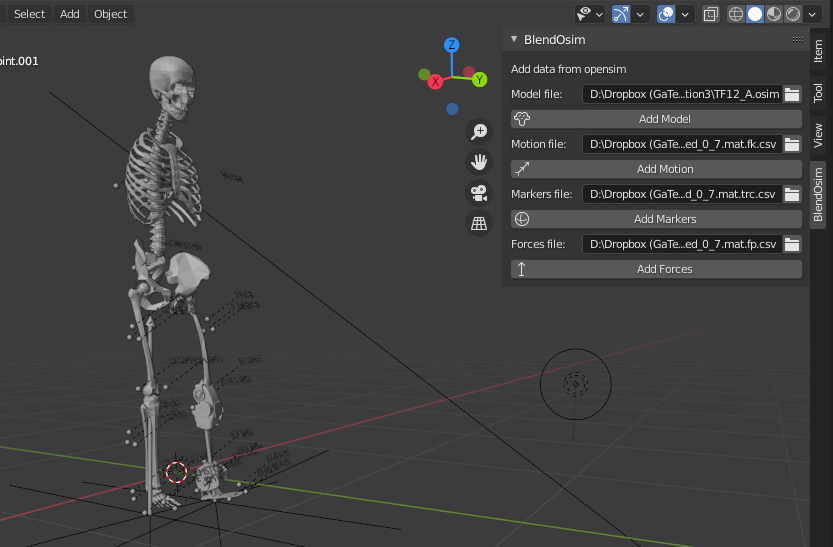 Select Add Object
oint.001
Z
X
Y
BlendOsim
Add data from opensim
Model file: D:\Dropbox (GaTe...tion3\TF12_A.osim
Add Model
Motion file: D:\Dropbox (GaTe...ed_0_7.mat.fk.csv
Add Motion
Markers file: D:\Dropbox (GaTe...d_0_7.mat.trc.csv
Add Markers
Forces file: D:\Dropbox (GaTe...ed_0_7.mat.fp.csv
Add Forces
Item
Tool
View
BlendOsim